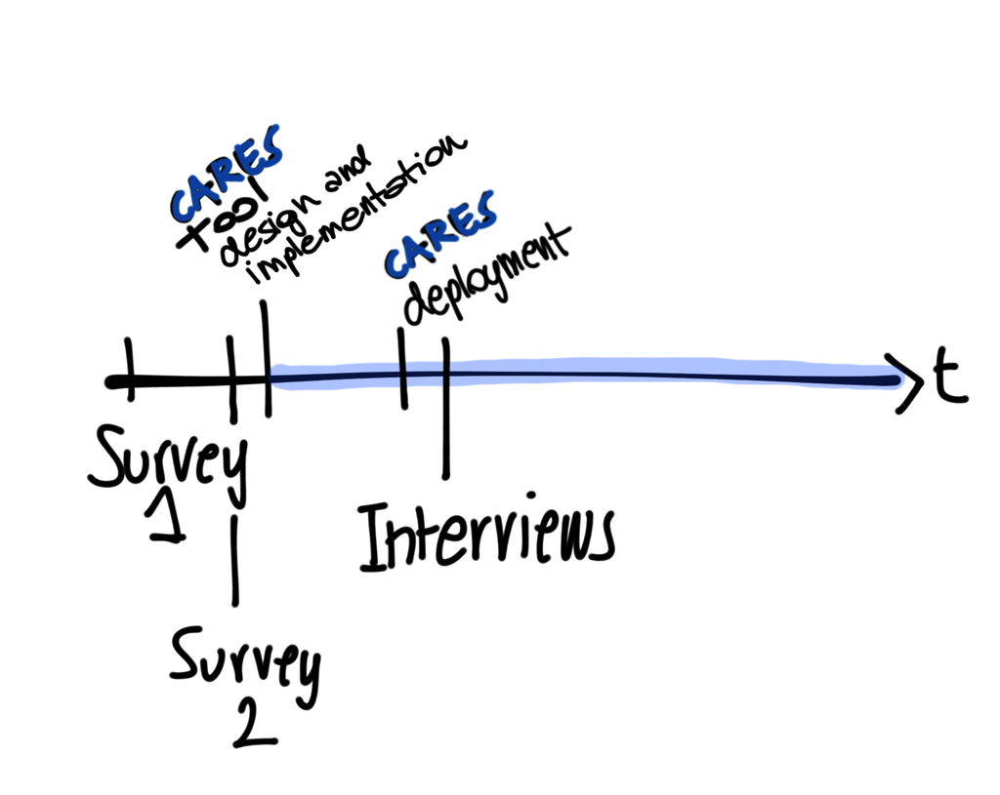 CARES
tool
design and
implementation
CARES
deployment
t
Survey
1
Interviews
Survey
2